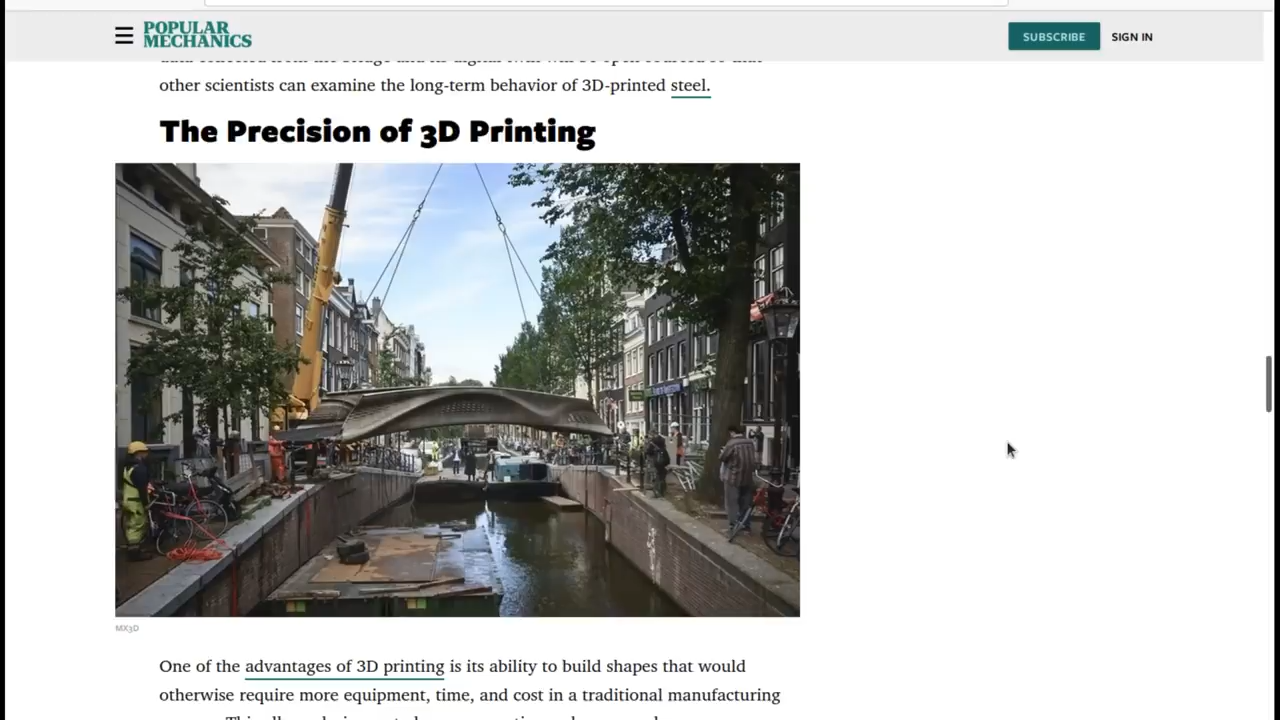 POPULAR
MECHANICS
SUBSCRIBE
SIGN IN
other scientists can examine the long-term behavior of 3D-printed steel.
The Precision of 3D Printing
MX3D
One of the advantages of 3D printing is its ability to build shapes that would
otherwise require more equipment, time, and cost in a traditional manufacturing